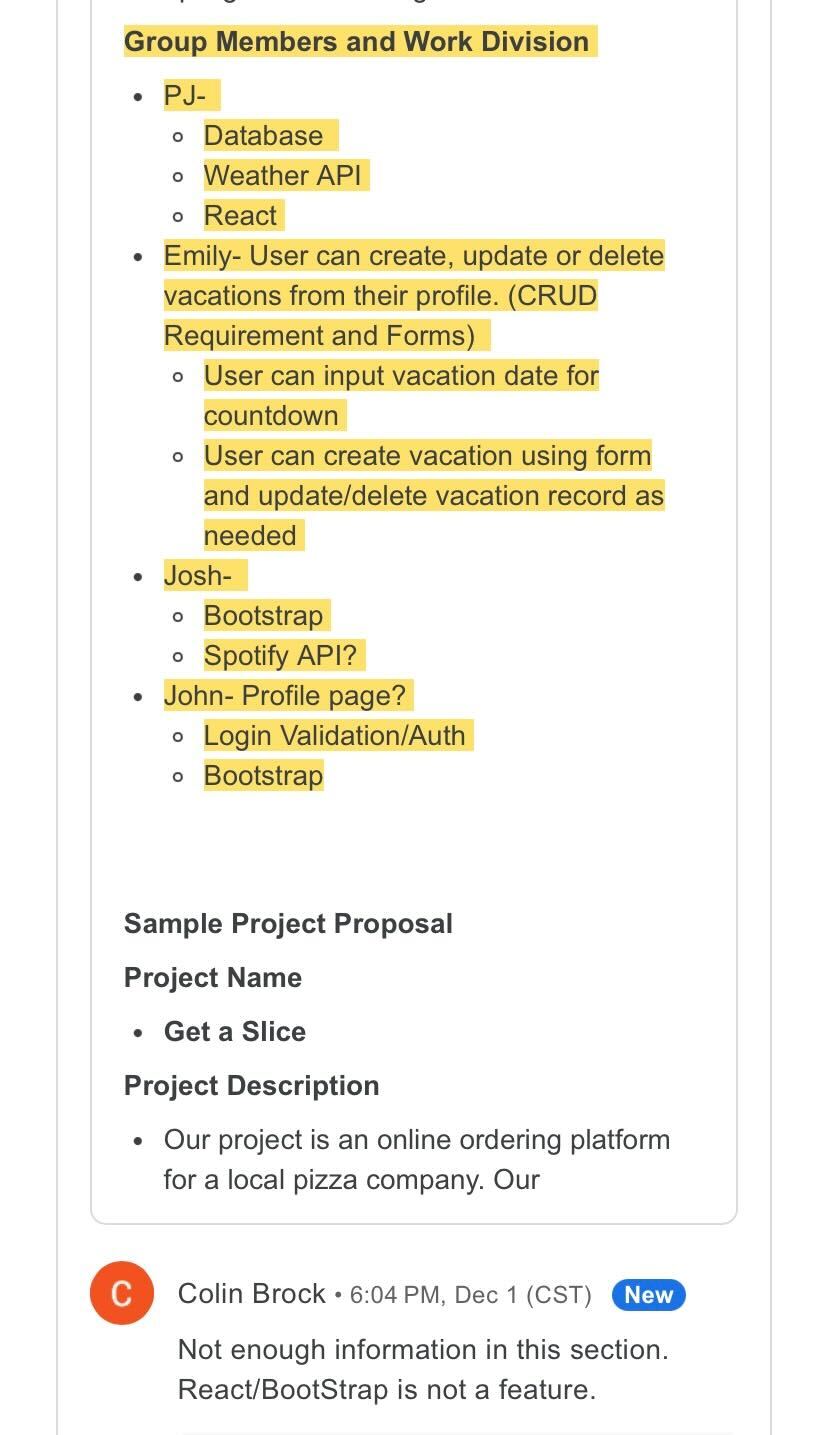 Group Members and Work Division
• PJ-
○ Database
○ Weather API
○ React
• Emily- User can create, update or delete
vacations from their profile. (CRUD
Requirement and Forms)
○ User can input vacation date for
countdown
○ User can create vacation using form
and update/delete vacation record as
needed
• Josh-
○ Bootstrap
○ Spotify API?
• John- Profile page?
○ Login Validation/Auth
○ Bootstrap
Sample Project Proposal
Project Name
• Get a Slice
Project Description
• Our project is an online ordering platform
for a local pizza company. Our
C
Colin Brock • 6:04 PM, Dec 1 (CST) New
Not enough information in this section.
React/BootStrap is not a feature.